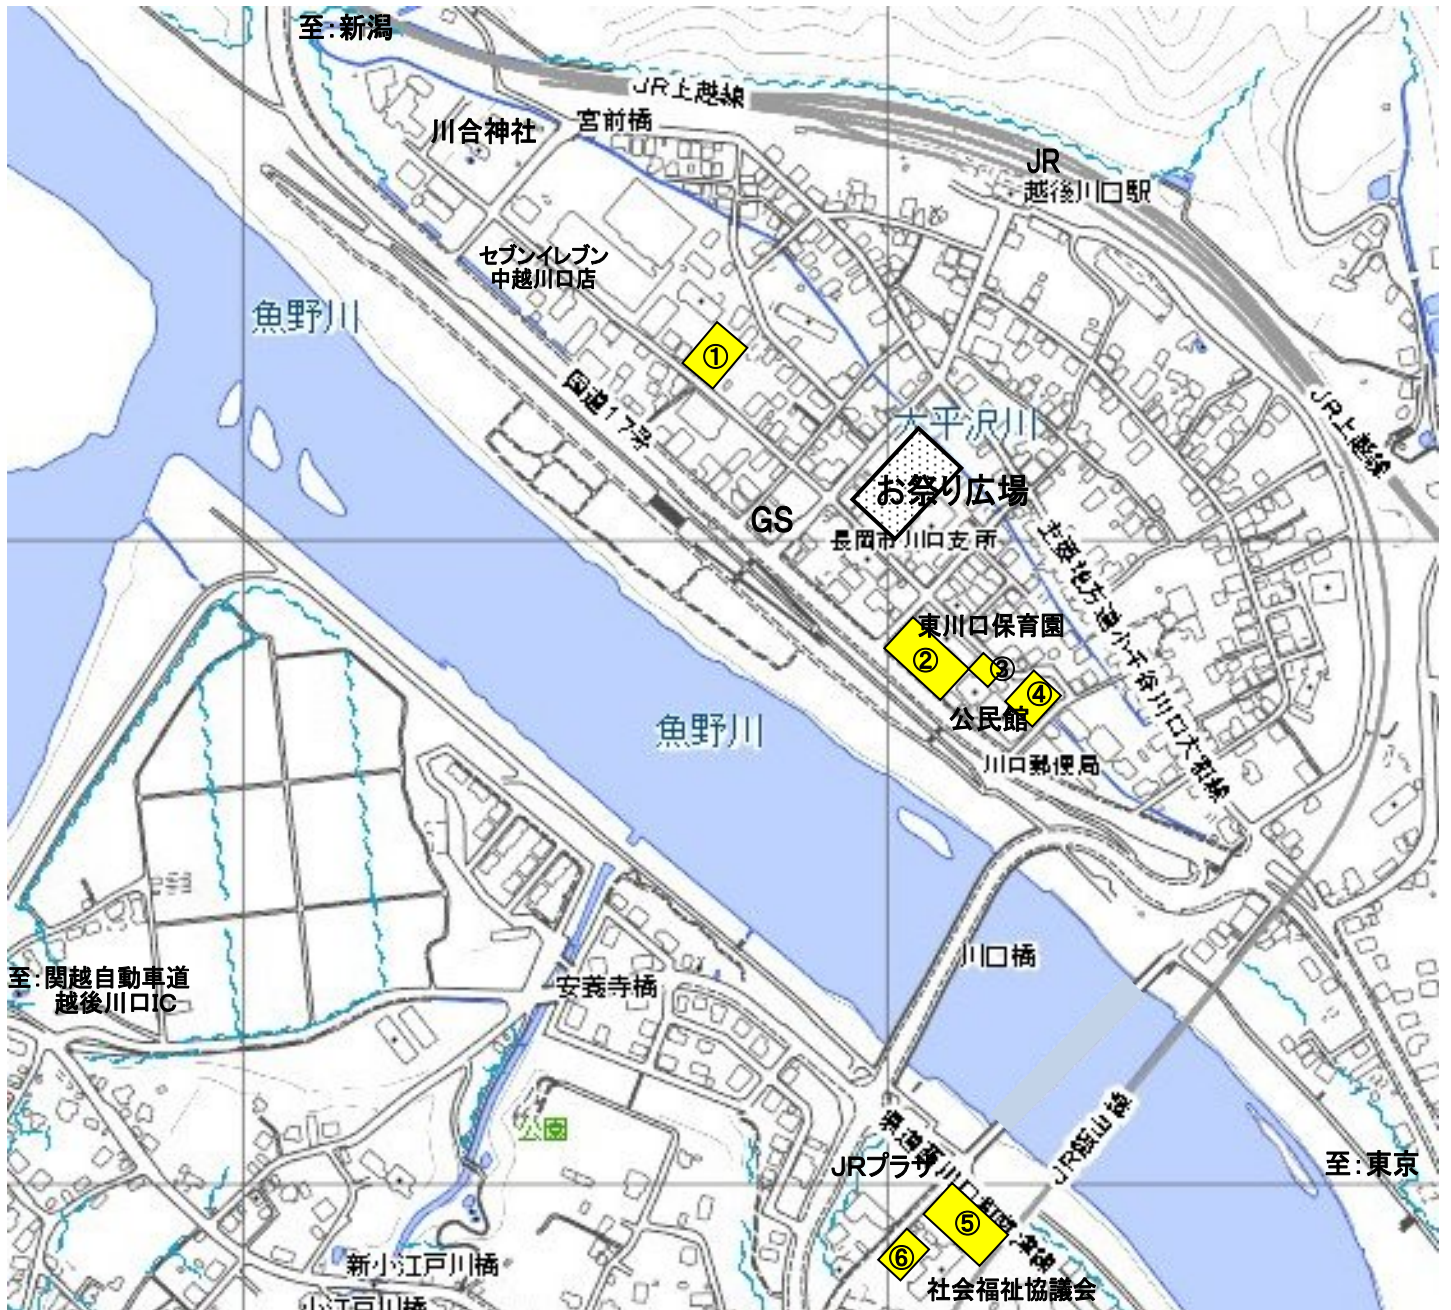 至：新潟
JR上越線
川合神社
宮前橋
JR
越後川口駅
セブンイレブン
中越川口店
魚野川
①
国道17号
JR上越線
太平沢川
お祭り広場
GS
長岡市川口支所
主要地方道小千谷川口大和線
東川口保育園
②
③
④
公民館
魚野川
川口郵便局
川口橋
至：関越自動車道
越後川口IC
安養寺橋
公園
JR飯山線
JRプラザ
至：東京
⑤
⑥
新小江戸川橋
社会福祉協議会
小江戸川橋